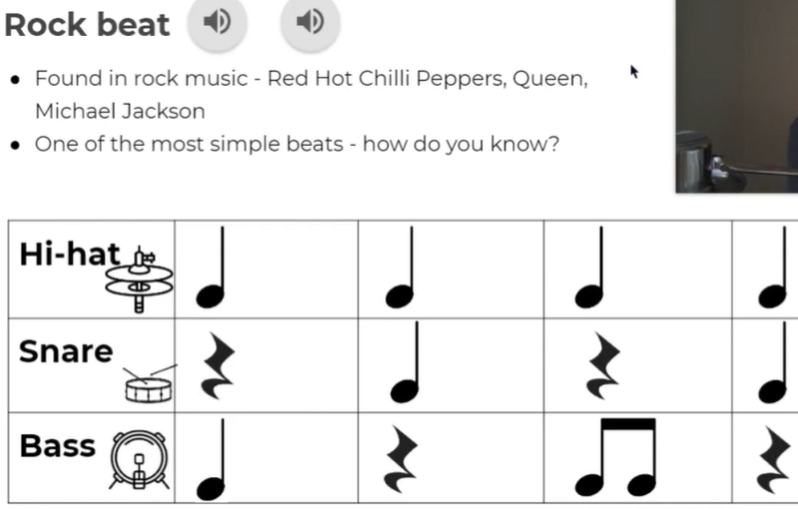 Rock beat
● Found in rock music - Red Hot Chilli Peppers, Queen,
Michael Jackson
● One of the most simple beats - how do you know?
Hi-hat
Snare
Bass